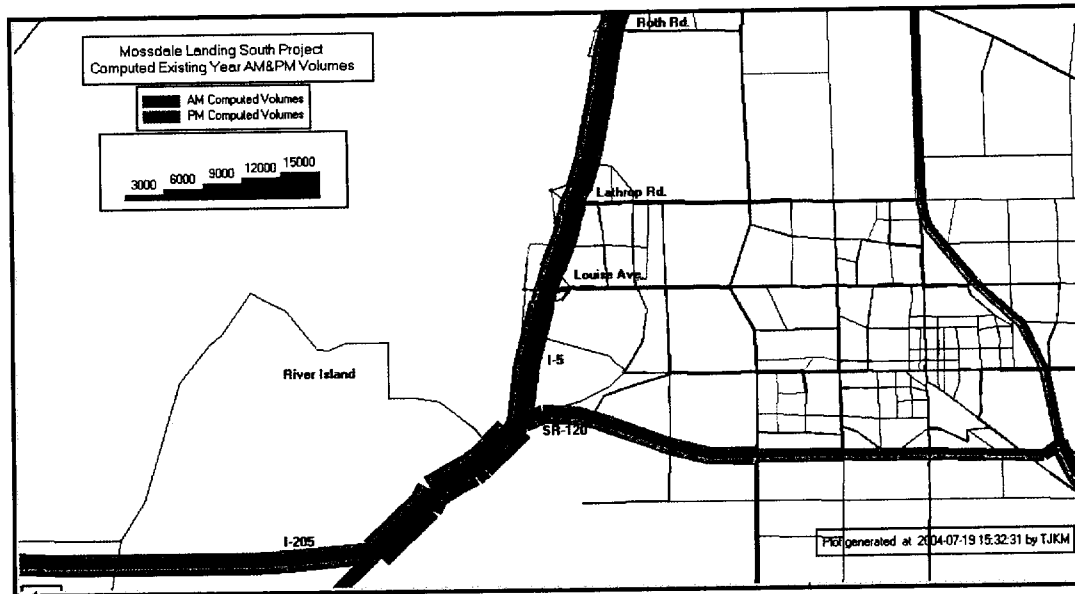 Mossdale Landing South Project
Computed Existing Year AM&PM Volumes
AM Computed Volumes
PM Computed Volumes
3000 6000 9000 12000 15000
Roth Rd.
Lathrop Rd.
Louise Ave.
I-5
River Island
SR-120
I-205
Plot generated at 2004-07-19 15:32:31 by TJKM